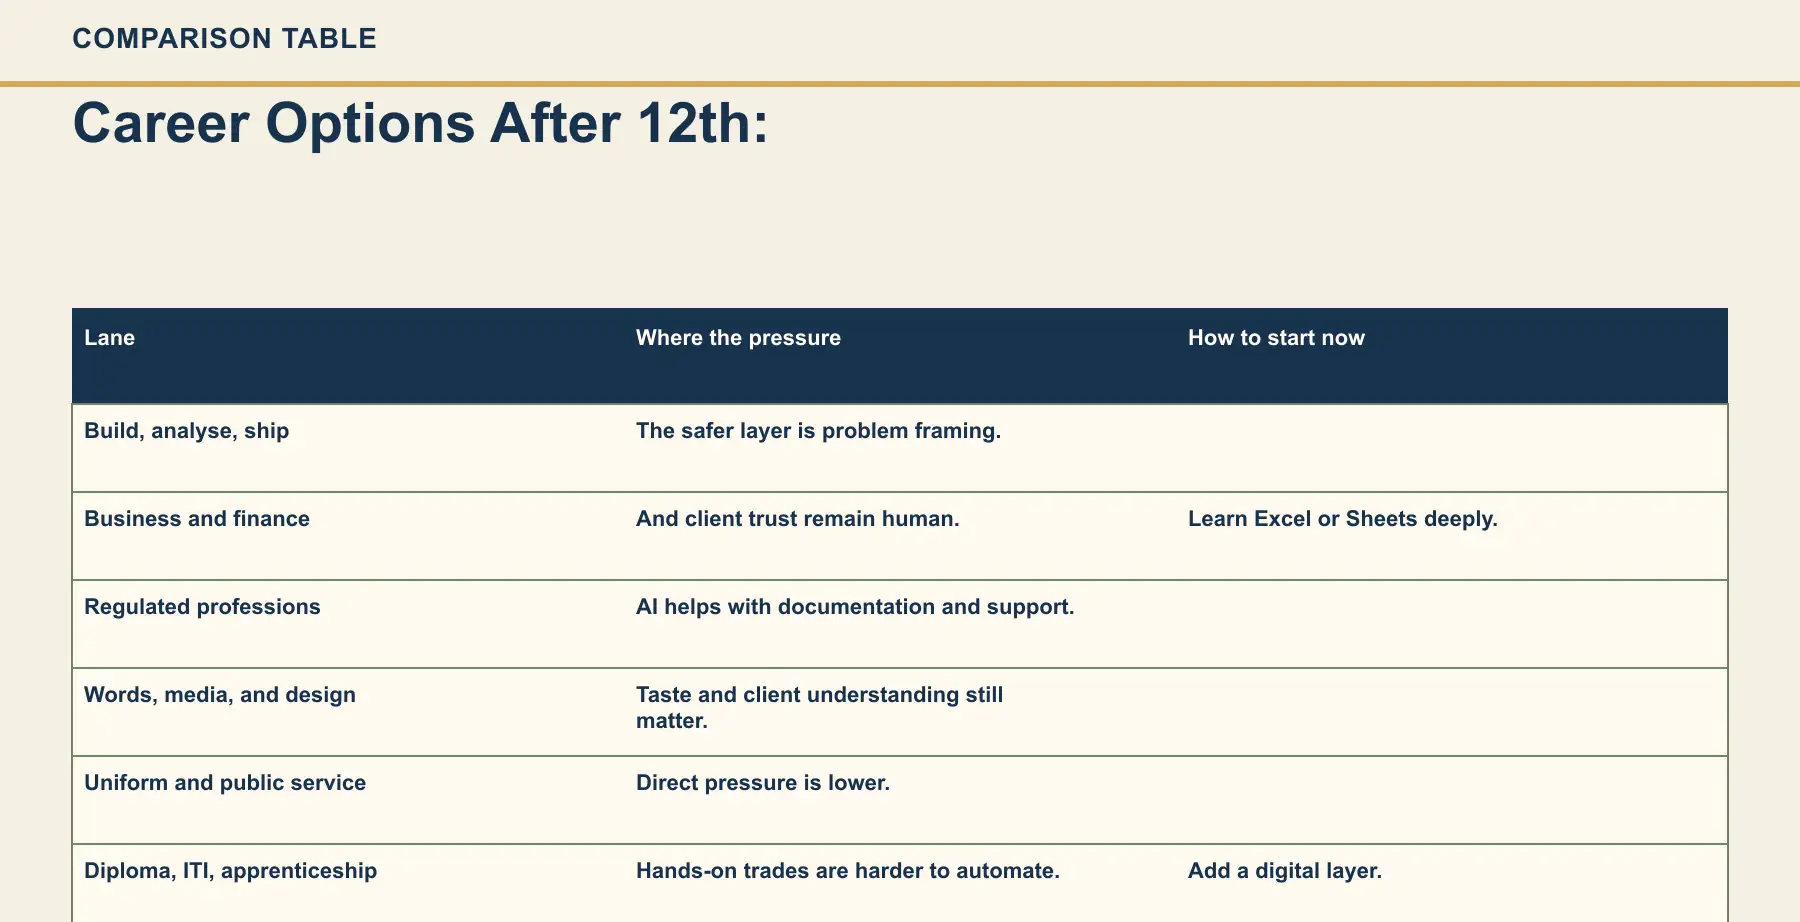 COMPARISON TABLE
Career Options After 12th:
Lane
Where the pressure
How to start now
Build, analyse, ship
The safer layer is problem framing.
Business and finance
And client trust remain human.
Learn Excel or Sheets deeply.
Regulated professions
AI helps with documentation and support.
Words, media, and design
Taste and client understanding still
matter.
Uniform and public service
Direct pressure is lower.
Diploma, ITI, apprenticeship
Hands-on trades are harder to automate.
Add a digital layer.